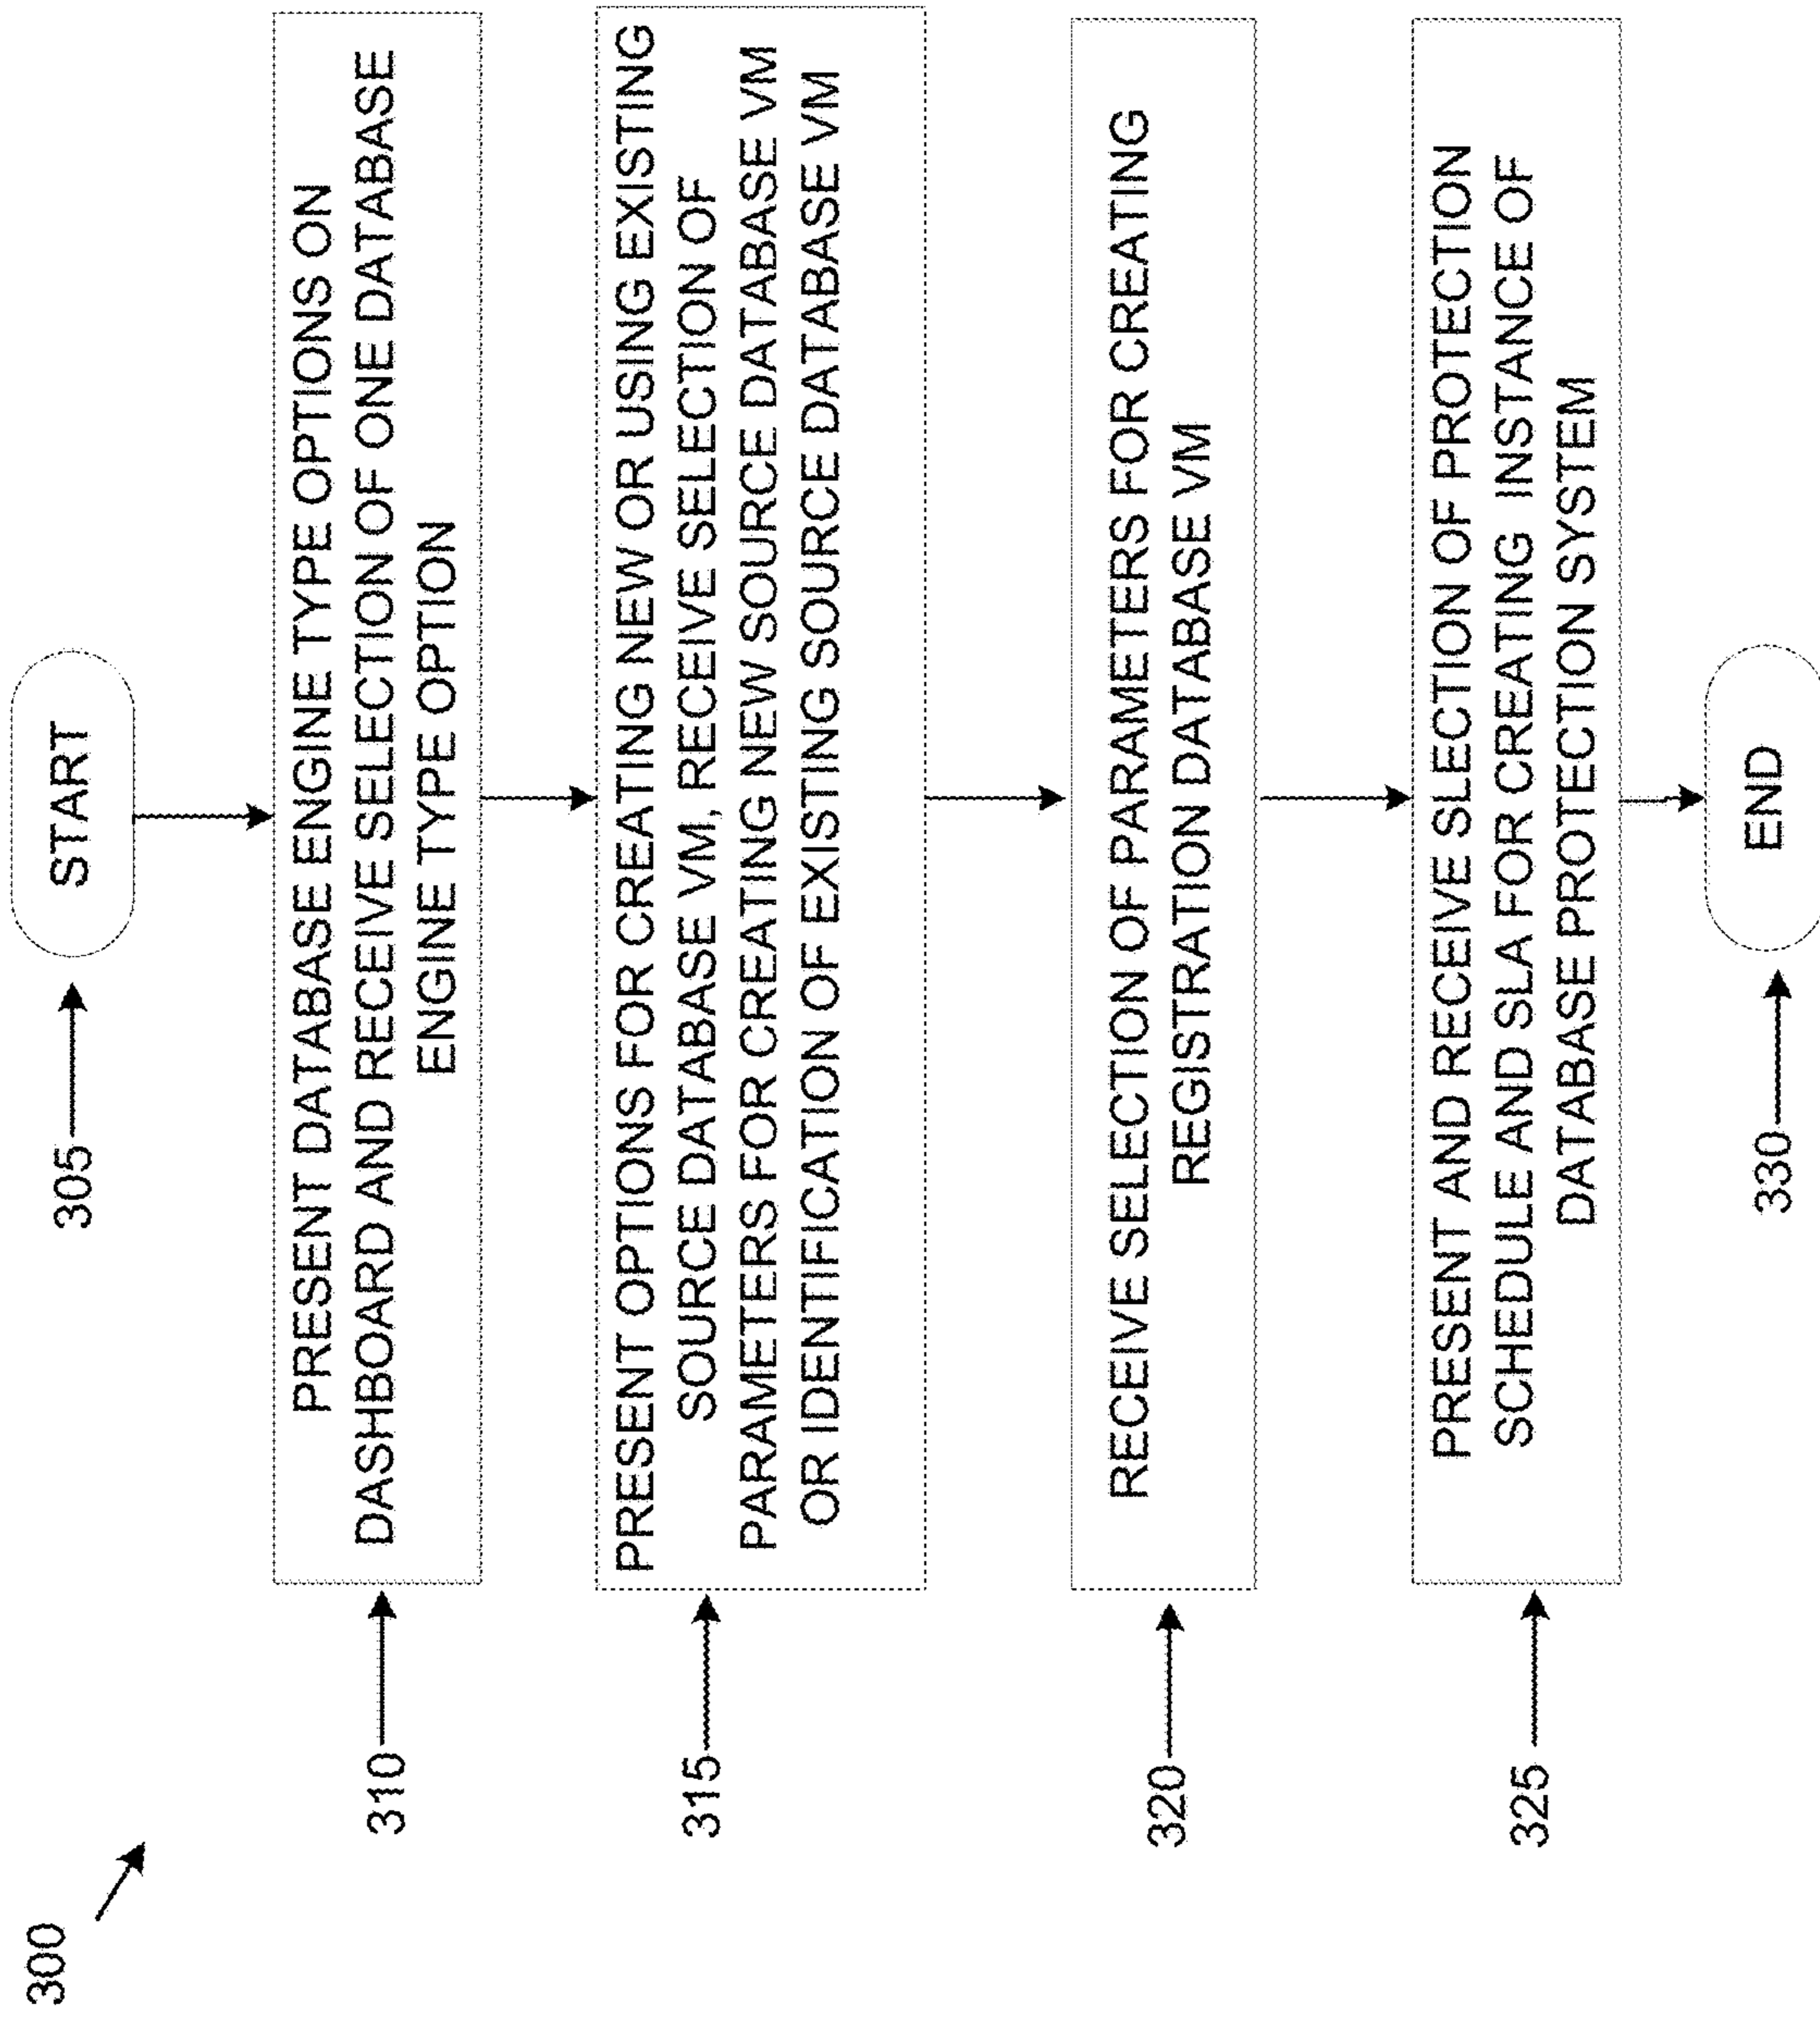 300
305
START
310
PRESENT DATABASE ENGINE TYPE OPTIONS ON
DASHBOARD AND RECEIVE SELECTION OF ONE DATABASE
ENGINE TYPE OPTION
315
PRESENT OPTIONS FOR CREATING NEW OR USING EXISTING
SOURCE DATABASE VM, RECEIVE SELECTION OF
PARAMETERS FOR CREATING NEW SOURCE DATABASE VM
OR IDENTIFICATION OF EXISTING SOURCE DATABASE VM
320
RECEIVE SELECTION OF PARAMETERS FOR CREATING
REGISTRATION DATABASE VM
325
PRESENT AND RECEIVE SELECTION OF PROTECTION
SCHEDULE AND SLA FOR CREATING INSTANCE OF
DATABASE PROTECTION SYSTEM
330
END